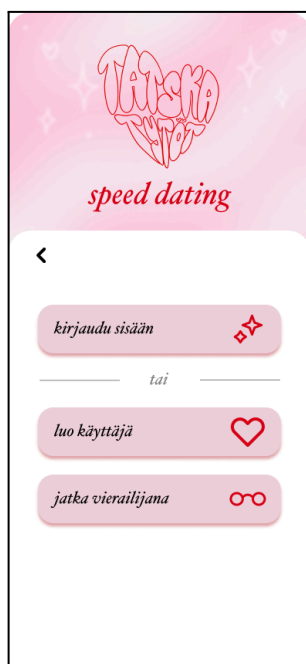 TATSKA
TYTÖT
speed dating
kirjaudu sisään
tai
luo käyttäjä
jatka vierailijana